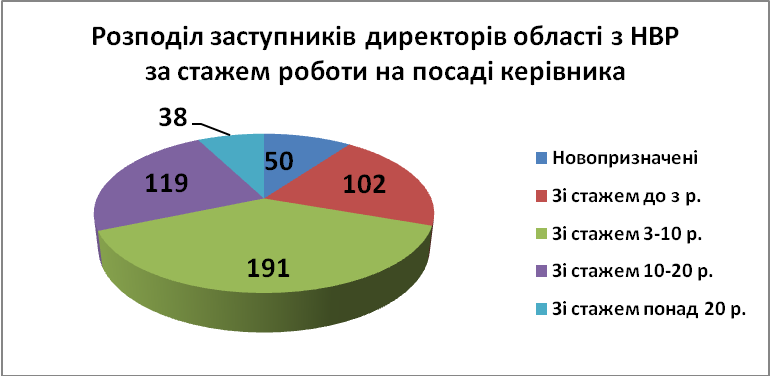 Розподіл заступників директорів області з НВР
за стажем роботи на посаді керівника
38
50
102
119
191
Новопризначені
Зі стажем до з р.
Зі стажем 3-10 р.
Зі стажем 10-20 р.
Зі стажем понад 20 р.